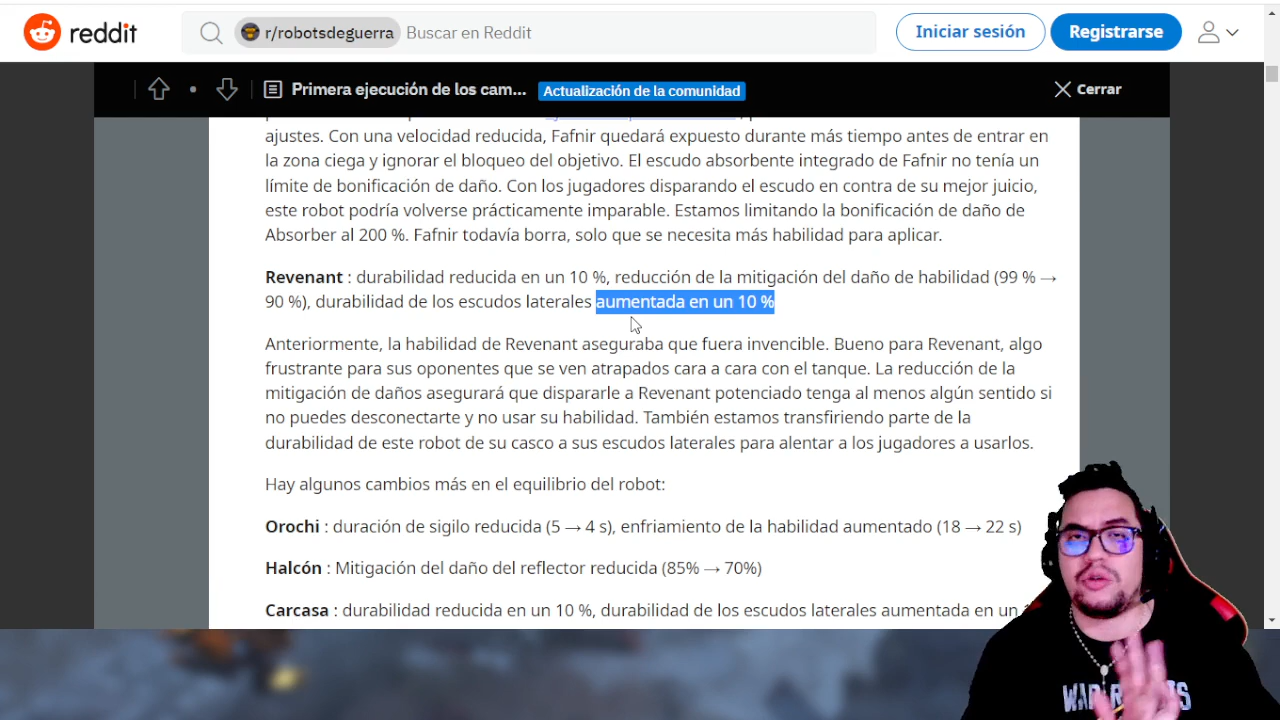 reddit
r/robotsdeguerra Buscar en Reddit
Iniciar sesión
Registrarse
Primera ejecución de los cam... Actualización de la comunidad
Cerrar
ajustes. Con una velocidad reducida, Fafnir quedará expuesto durante más tiempo antes de entrar en
la zona ciega y ignorar el bloqueo del objetivo. El escudo absorbente integrado de Fafnir no tenía un
límite de bonificación de daño. Con los jugadores disparando el escudo en contra de su mejor juicio,
este robot podría volverse prácticamente imparable. Estamos limitando la bonificación de daño de
Absorber al 200 %. Fafnir todavía borra, solo que se necesita más habilidad para aplicar.
Revenant : durabilidad reducida en un 10 %, reducción de la mitigación del daño de habilidad (99 % →
90 %), durabilidad de los escudos laterales aumentada en un 10 %
Anteriormente, la habilidad de Revenant aseguraba que fuera invencible. Bueno para Revenant, algo
frustrante para sus oponentes que se ven atrapados cara a cara con el tanque. La reducción de la
mitigación de daños asegurará que dispararle a Revenant potenciado tenga al menos algún sentido si
no puedes desconectarte y no usar su habilidad. También estamos transfiriendo parte de la
durabilidad de este robot de su casco a sus escudos laterales para alentar a los jugadores a usarlos.
Hay algunos cambios más en el equilibrio del robot:
Orochi : duración de sigilo reducida (5 → 4 s), enfriamiento de la habilidad aumentado (18 → 22 s)
Halcón : Mitigación del daño del reflector reducida (85% → 70%)
Carcasa : durabilidad reducida en un 10 %, durabilidad de los escudos laterales aumentada en un